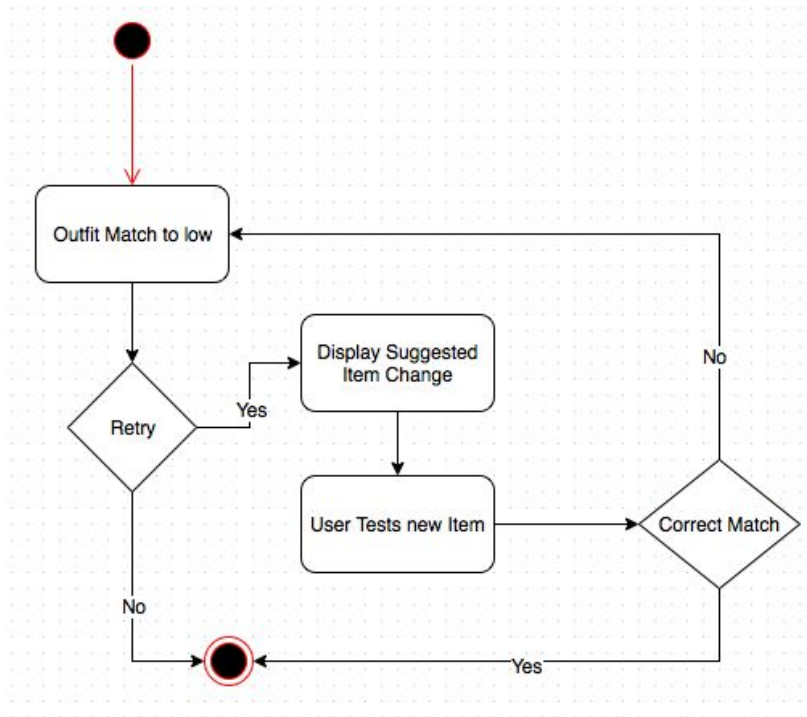 Outfit Match to low
Display Suggested
Item Change
No
Yes
Retry
User Tests new Item
Correct Match
No
Yes